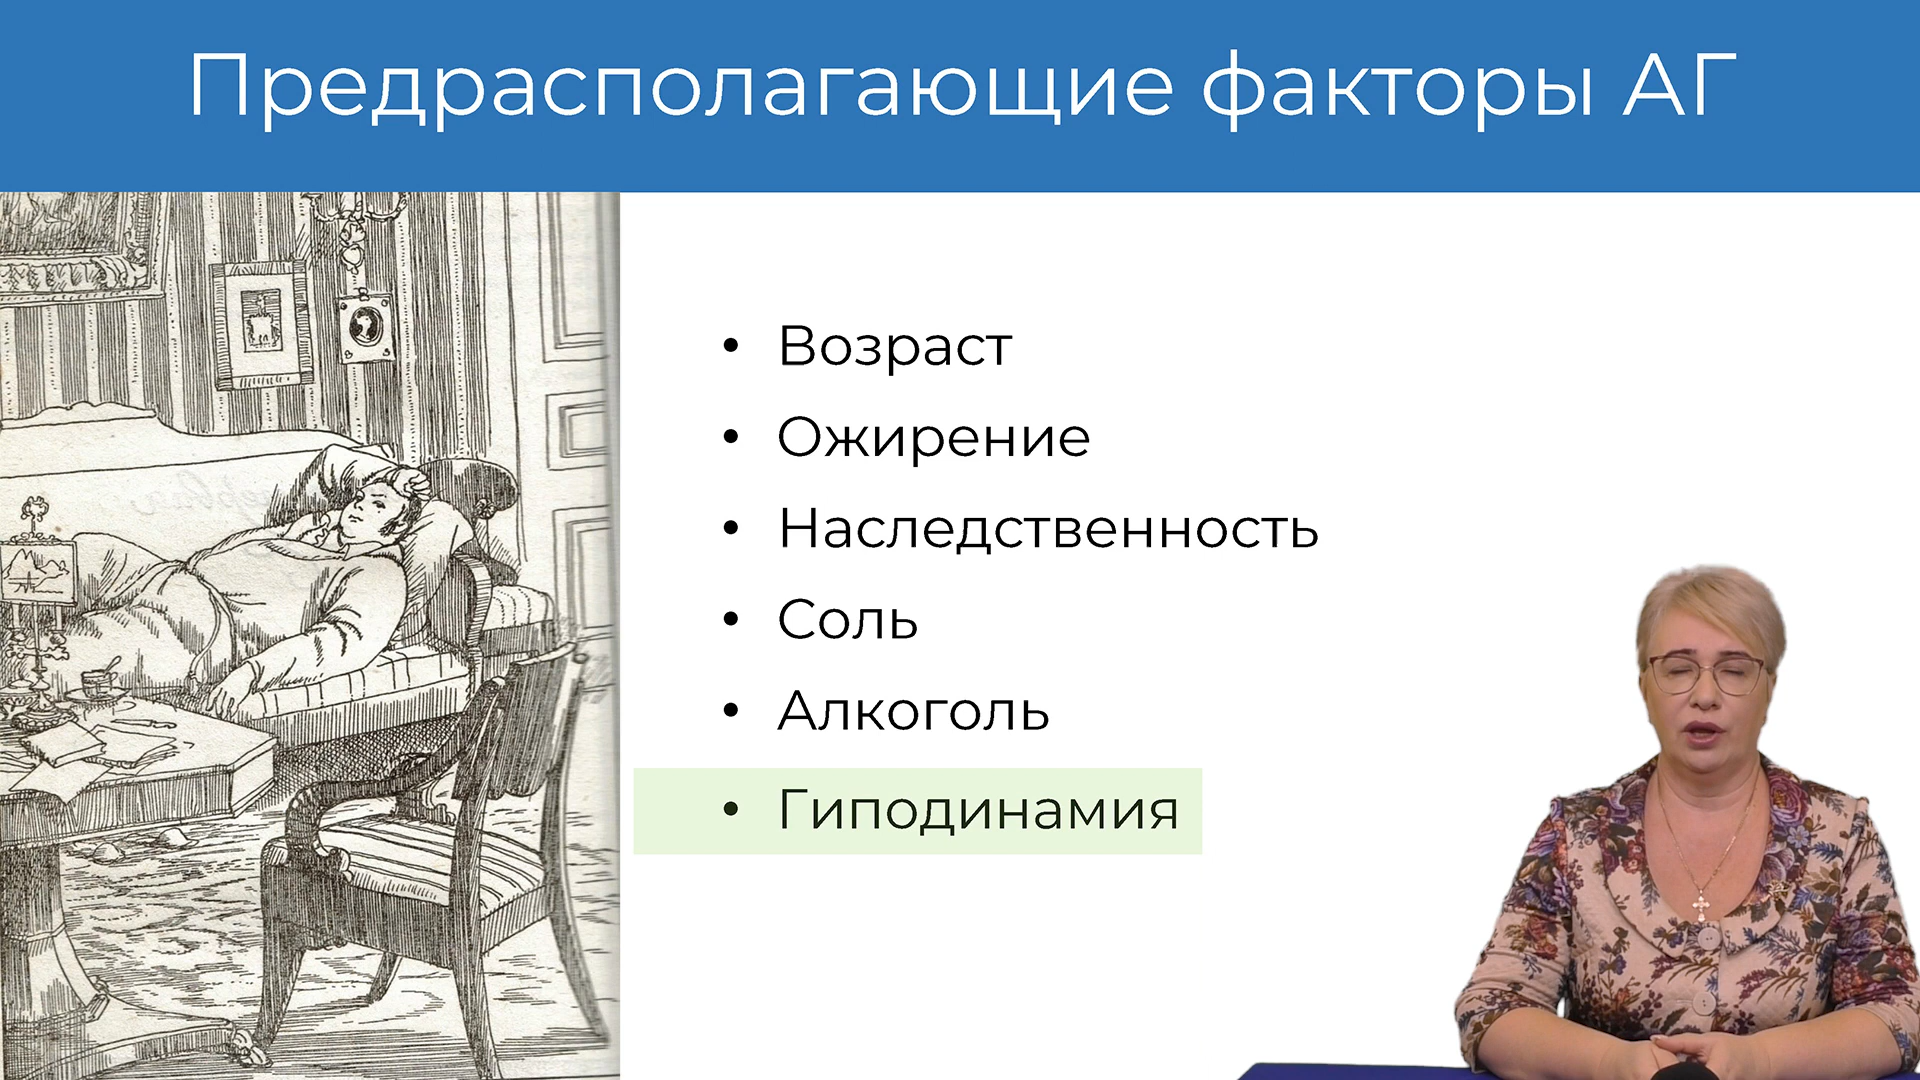 Предрасполагающие факторы АГ
• Возраст
• Ожирение
• Наследственность
• Соль
• Алкоголь
• Гиподинамия